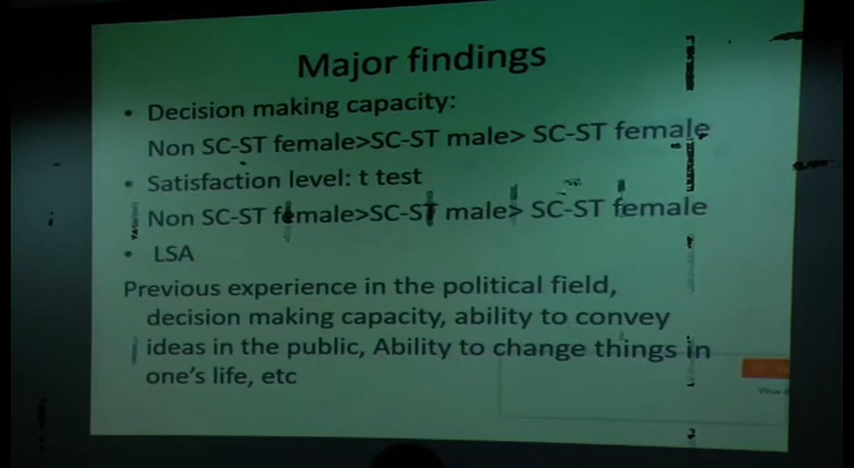 Major findings
• Decision making capacity:
Non SC-ST female>SC-ST male> SC-ST female
• Satisfaction level: t test
Non SC-ST female>SC-ST male> SC-ST female
• LSA
Previous experience in the political field,
decision making capacity, ability to convey
ideas in the public, Ability to change things in
one's life, etc